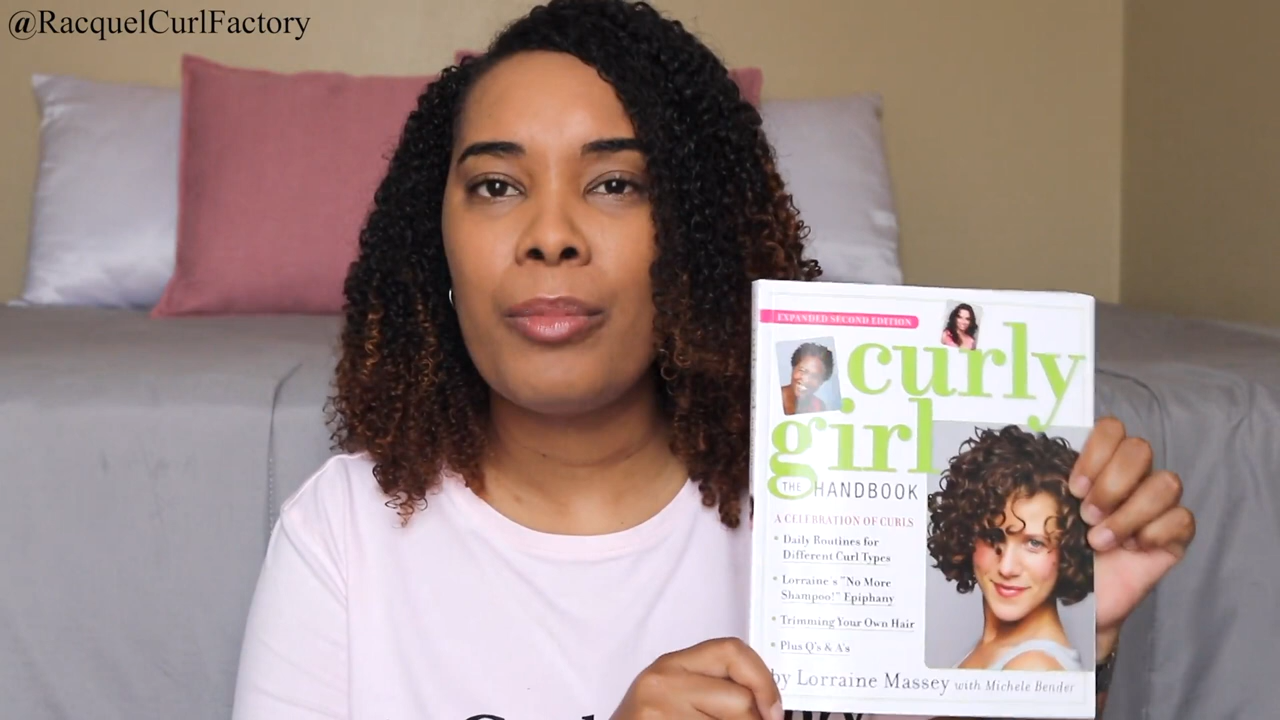 @RacquelCurlFactory
EXPANDED SECOND EDITION
curly
girl
THE HANDBOOK
A CELEBRATION OF CURLS
* Daily Routines for
Different Curl Types
* Lorraine's "No More
Shampoo!" Epiphany
* Trimming Your Own Hair
* Plus Q's & A's
by Lorraine Massey with Michele Bender